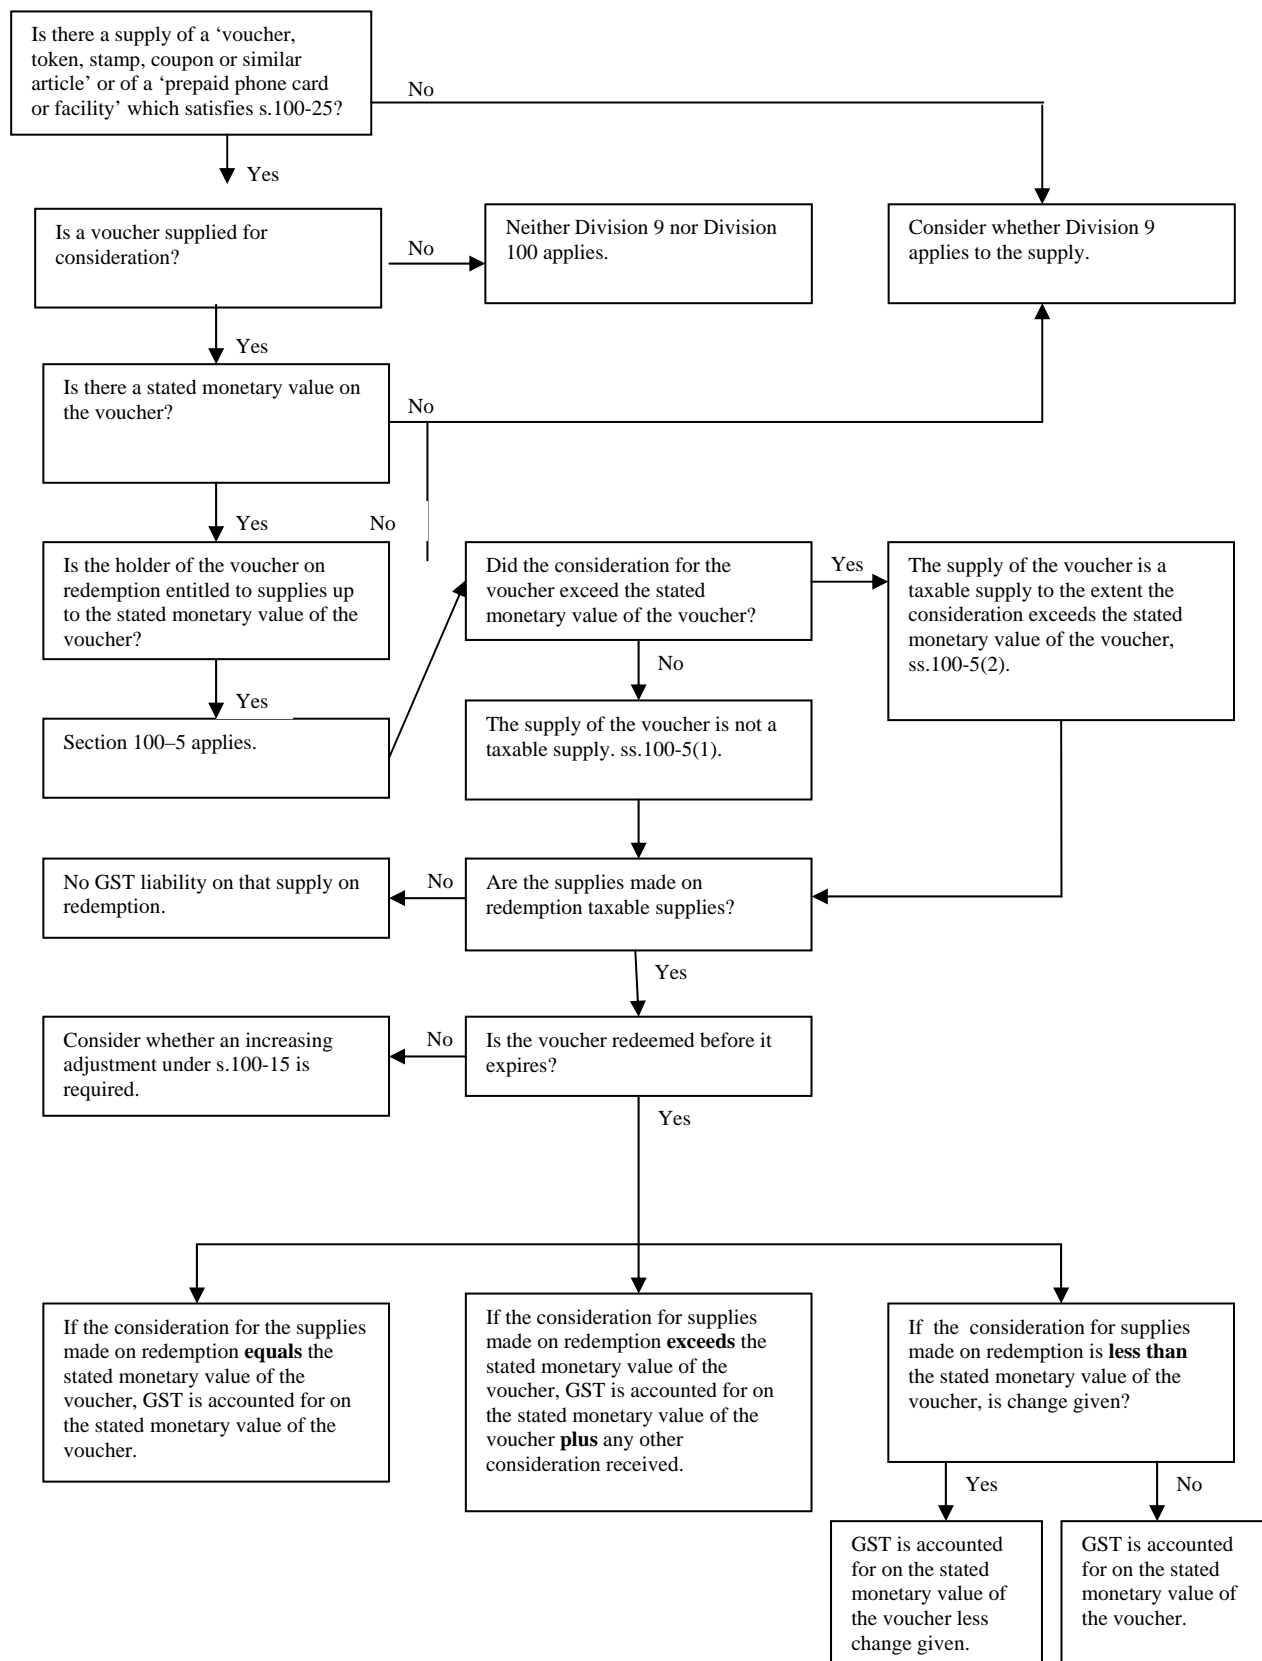 Is there a supply of a ‘voucher,
token, stamp, coupon or similar
article’ or of a ‘prepaid phone card
or facility’ which satisfies s.100-25?
No
Yes
Is a voucher supplied for
consideration?
No
Neither Division 9 nor Division
100 applies.
Consider whether Division 9
applies to the supply.
Yes
Is there a stated monetary value on
the voucher?
No
Yes
No
Is the holder of the voucher on
redemption entitled to supplies up
to the stated monetary value of the
voucher?
Did the consideration for the
voucher exceed the stated
monetary value of the voucher?
Yes
The supply of the voucher is a
taxable supply to the extent the
consideration exceeds the stated
monetary value of the voucher,
ss.100-5(2).
No
Yes
Section 100–5 applies.
The supply of the voucher is not a
taxable supply. ss.100-5(1).
No GST liability on that supply on
redemption.
No
Are the supplies made on
redemption taxable supplies?
Yes
Consider whether an increasing
adjustment under s.100-15 is
required.
No
Is the voucher redeemed before it
expires?
Yes
If the consideration for the supplies
made on redemption equals the
stated monetary value of the
voucher, GST is accounted for on
the stated monetary value of the
voucher.
If the consideration for supplies
made on redemption exceeds the
stated monetary value of the
voucher, GST is accounted for on
the stated monetary value of the
voucher plus any other
consideration received.
If the consideration for supplies
made on redemption is less than
the stated monetary value of the
voucher, is change given?
Yes
No
GST is accounted
for on the stated
monetary value of
the voucher less
change given.
GST is accounted
for on the stated
monetary value of
the voucher.